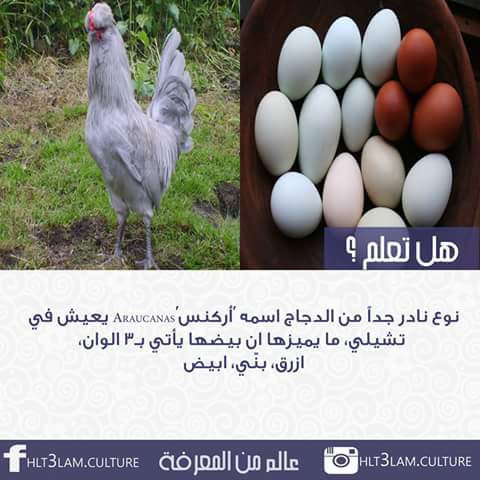 هل تعلم ؟
نوع نادر جداً من الدجاج اسمه "أركنس" ARAUCANAS يعيش في
تشيلي، ما يميزها ان بيضها يأتي بـ٣ الوان،
ازرق، بنّي، ابيض
HLT3LAM.CULTURE عالم من المعرفة HLT3LAM.CULTURE